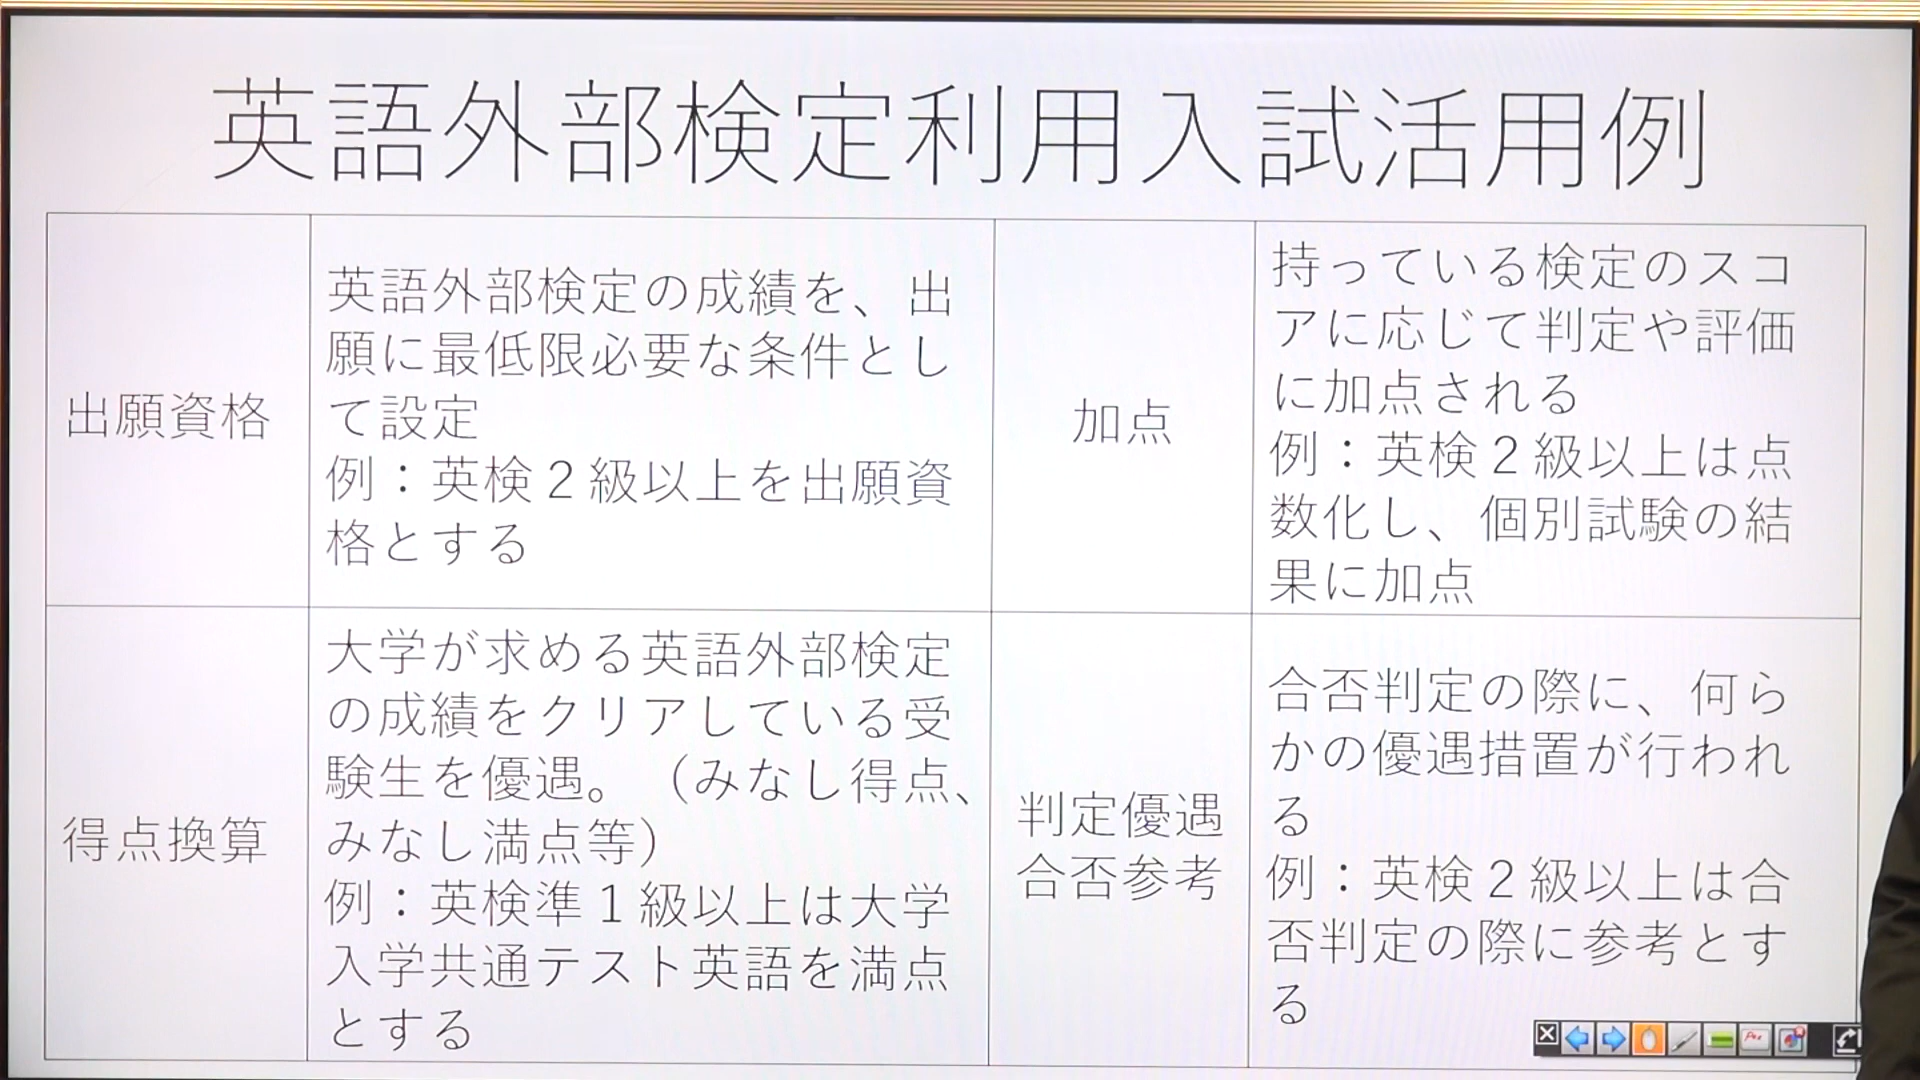 英語外部検定利用入試活用例
出願資格
英語外部検定の成績を、出
願に最低限必要な条件とし
て設定
例：英検２級以上を出願資
格とする
加点
持っている検定のスコ
アに応じて判定や評価
に加点される
例：英検２級以上は点
数化し、個別試験の結
果に加点
得点換算
大学が求める英語外部検定
の成績をクリアしている受
験生を優遇。（みなし得点、
みなし満点等）
例：英検準１級以上は大学
入学共通テスト英語を満点
とする
判定優遇
合否参考
合否判定の際に、何ら
かの優遇措置が行われ
る
例：英検２級以上は合
否判定の際に参考とす
る